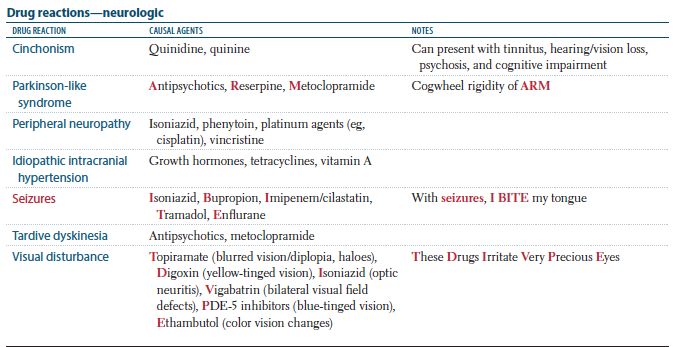 Drug reactions—neurologic
DRUG REACTION CAUSAL AGENTS NOTES
Cinchonism Quinidine, quinine Can present with tinnitus, hearing/vision loss,
psychosis, and cognitive impairment
Parkinson-like Antipsychotics, Reserpine, Metoclopramide Cogwheel rigidity of ARM
syndrome
Peripheral neuropathy Isoniazid, phenytoin, platinum agents (eg,
cisplatin), vincristine
Idiopathic intracranial Growth hormones, tetracyclines, vitamin A
hypertension
Seizures Isoniazid, Bupropion, Imipenem/cilastatin, With seizures, I BITE my tongue
Tramadol, Enflurane
Tardive dyskinesia Antipsychotics, metoclopramide
Visual disturbance Topiramate (blurred vision/diplopia, haloes), These Drugs Irritate Very Precious Eyes
Digoxin (yellow-tinged vision), Isoniazid (optic
neuritis), Vigabatrin (bilateral visual field
defects), PDE-5 inhibitors (blue-tinged vision),
Ethambutol (color vision changes)